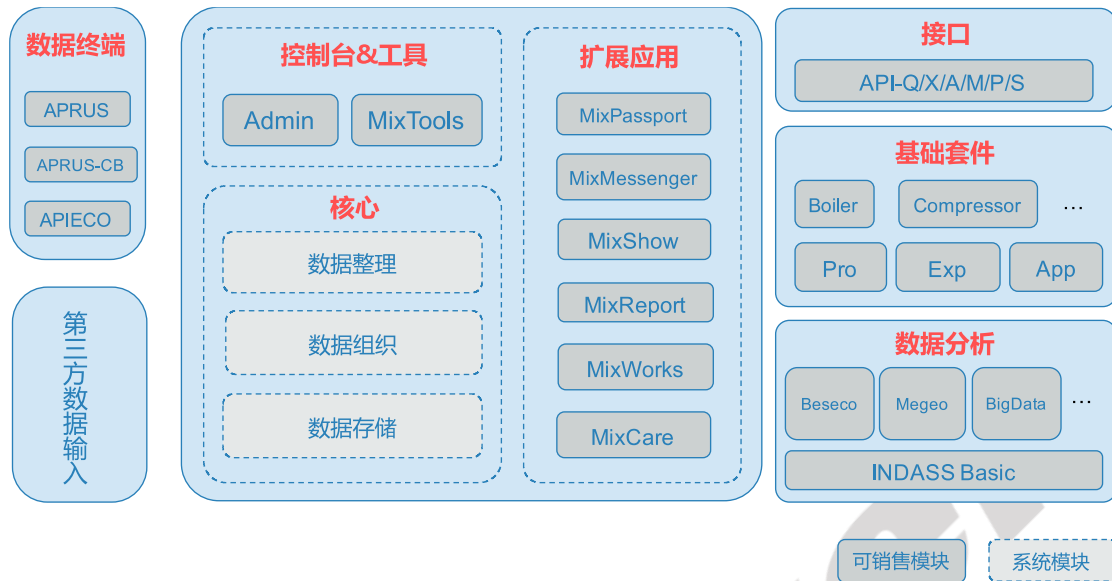 数据终端
APRUS
APRUS-CB
APIECO
第三方数据输入
控制台&工具
Admin
MixTools
核心
数据整理
数据组织
数据存储
扩展应用
MixPassport
MixMessenger
MixShow
MixReport
MixWorks
MixCare
接口
API-Q/X/A/M/P/S
基础套件
Boiler
Compressor
...
Pro
Exp
App
数据分析
Beseco
Megeo
BigData
...
INDASS Basic
可销售模块
系统模块